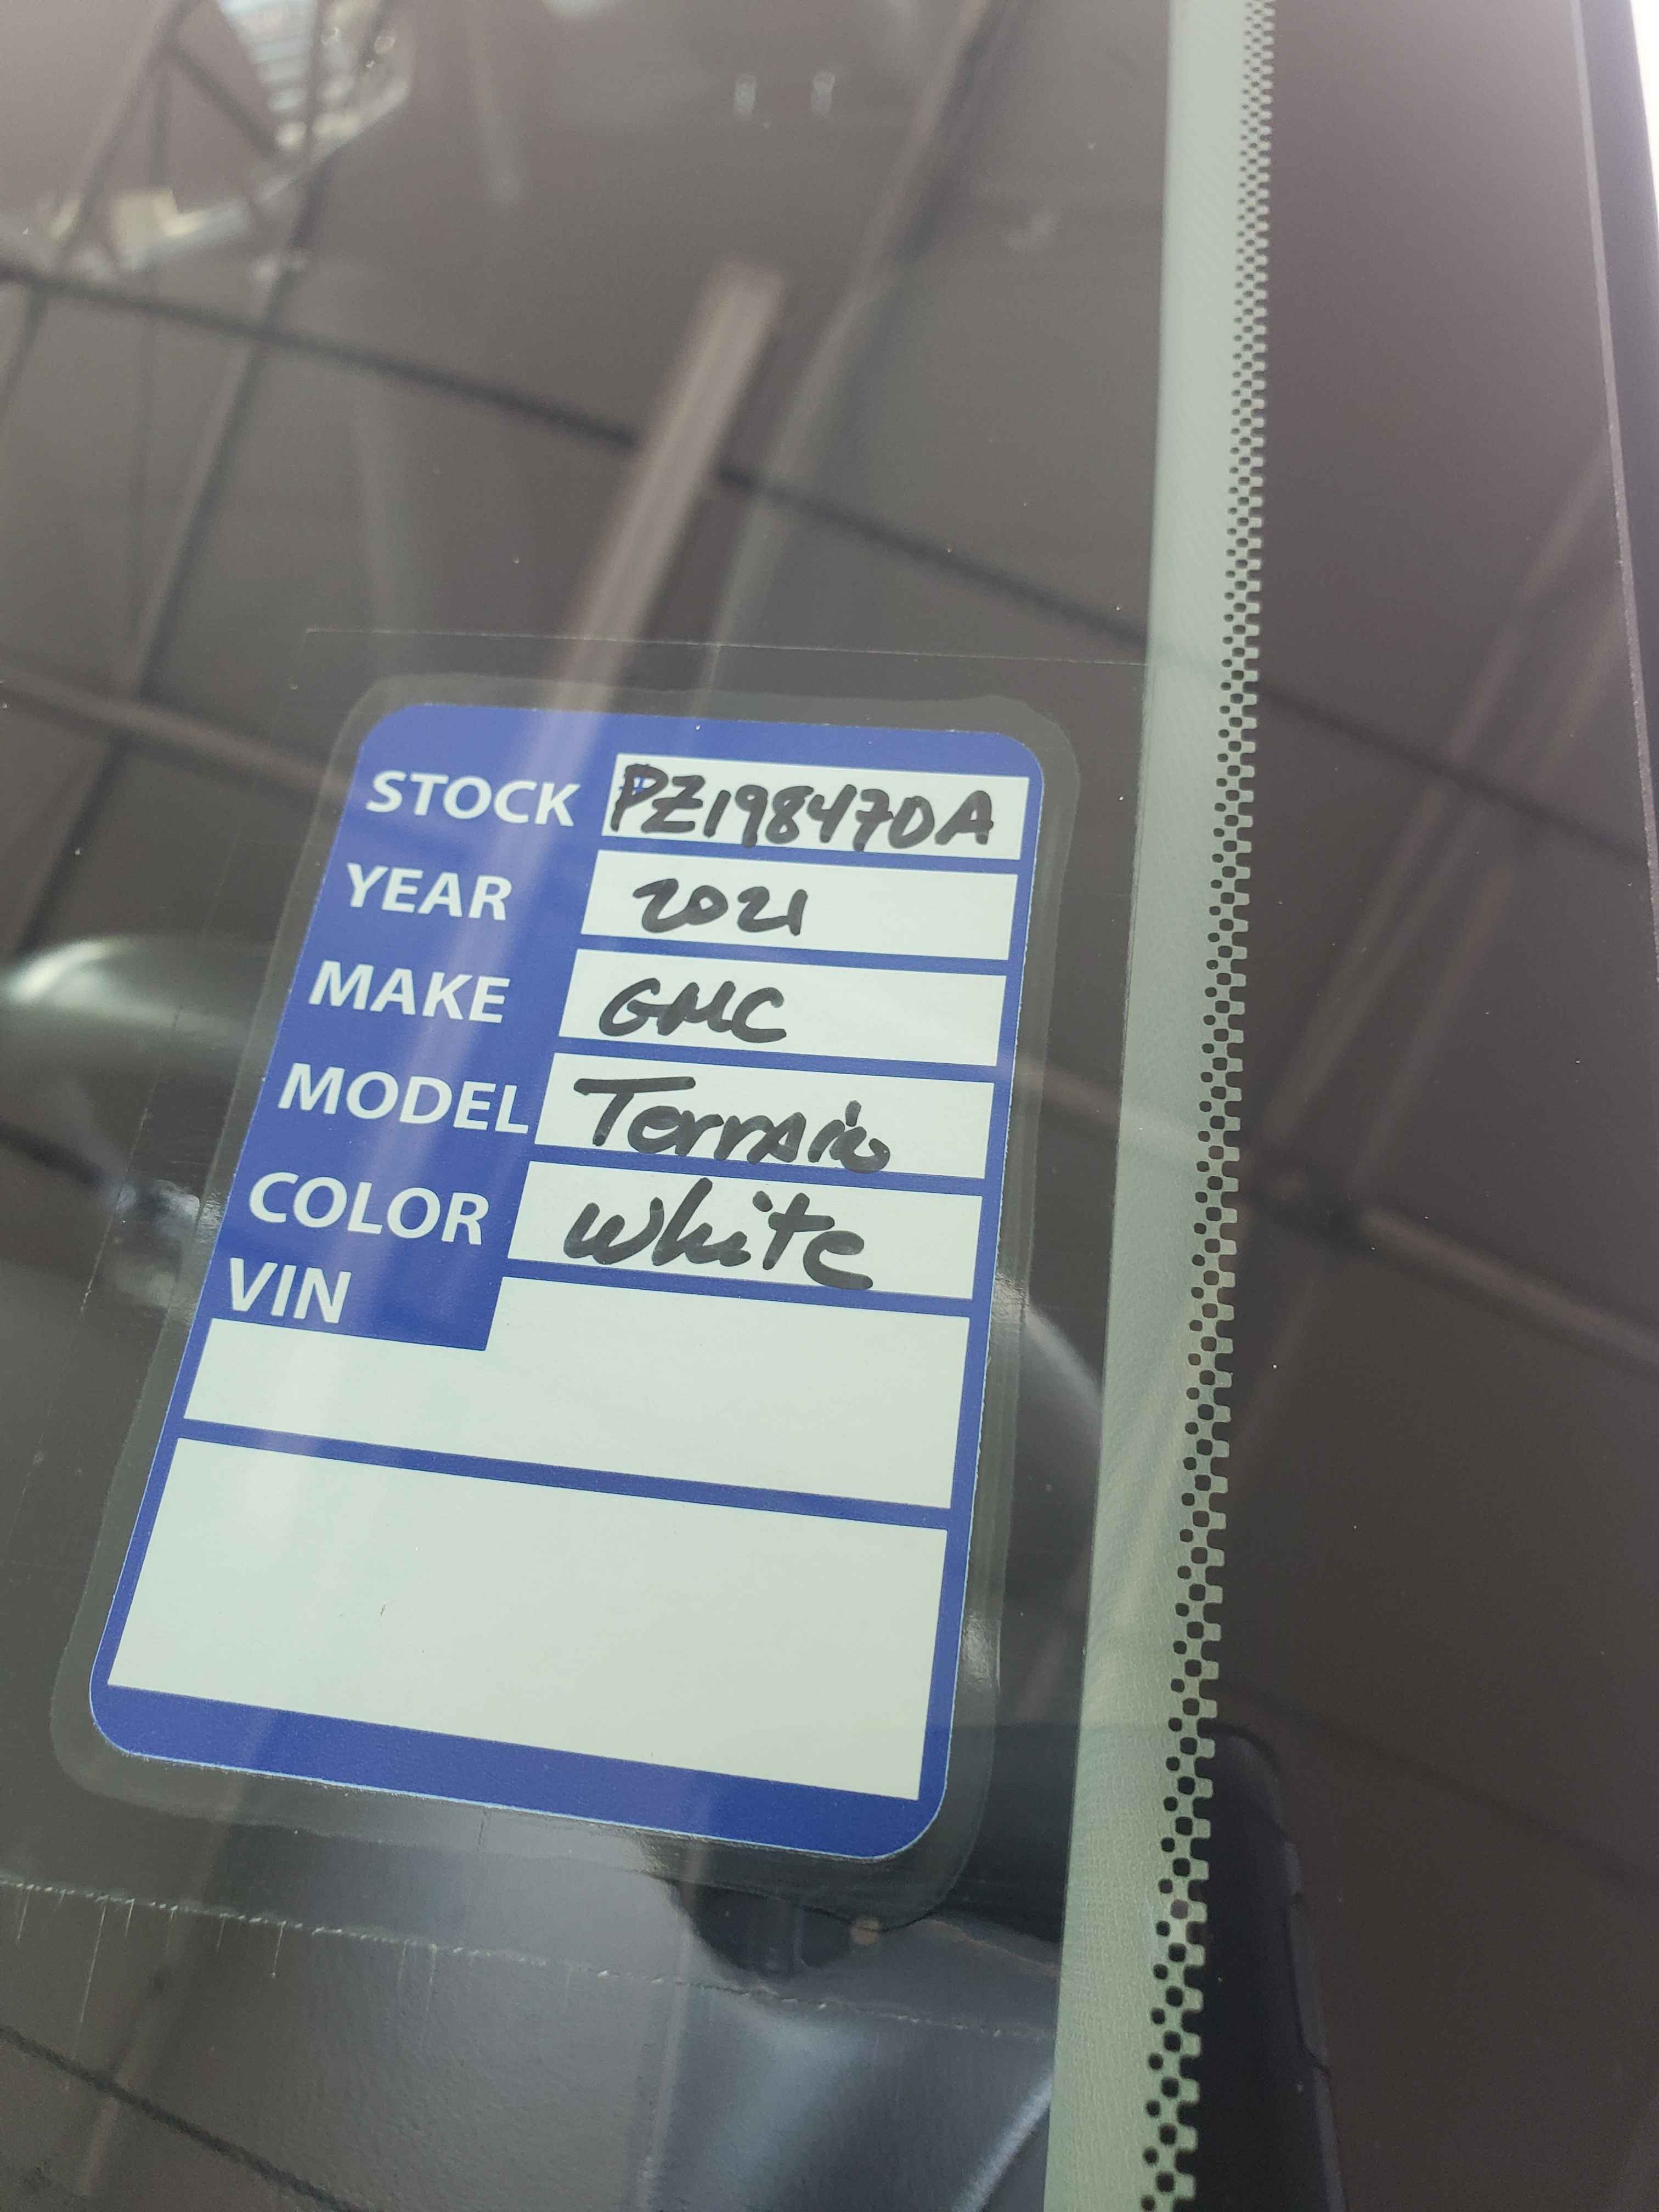 STOCK PZ198470A
YEAR 2021
MAKE GMC
MODEL Terrain
COLOR White
VIN